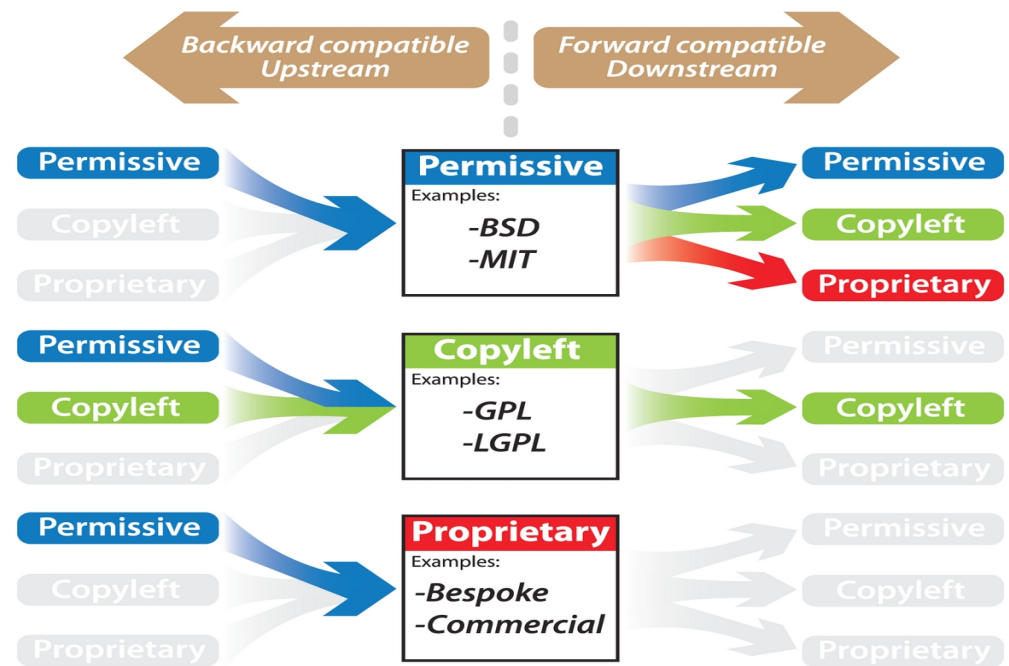 Backward compatible
Upstream
Forward compatible
Downstream
Permissive
Copyleft
Proprietary
Permissive
Examples:
-BSD
-MIT
Permissive
Copyleft
Proprietary
Permissive
Copyleft
Proprietary
Copyleft
Examples:
-GPL
-LGPL
Permissive
Copyleft
Proprietary
Permissive
Copyleft
Proprietary
Proprietary
Examples:
-Bespoke
-Commercial
Permissive
Copyleft
Proprietary